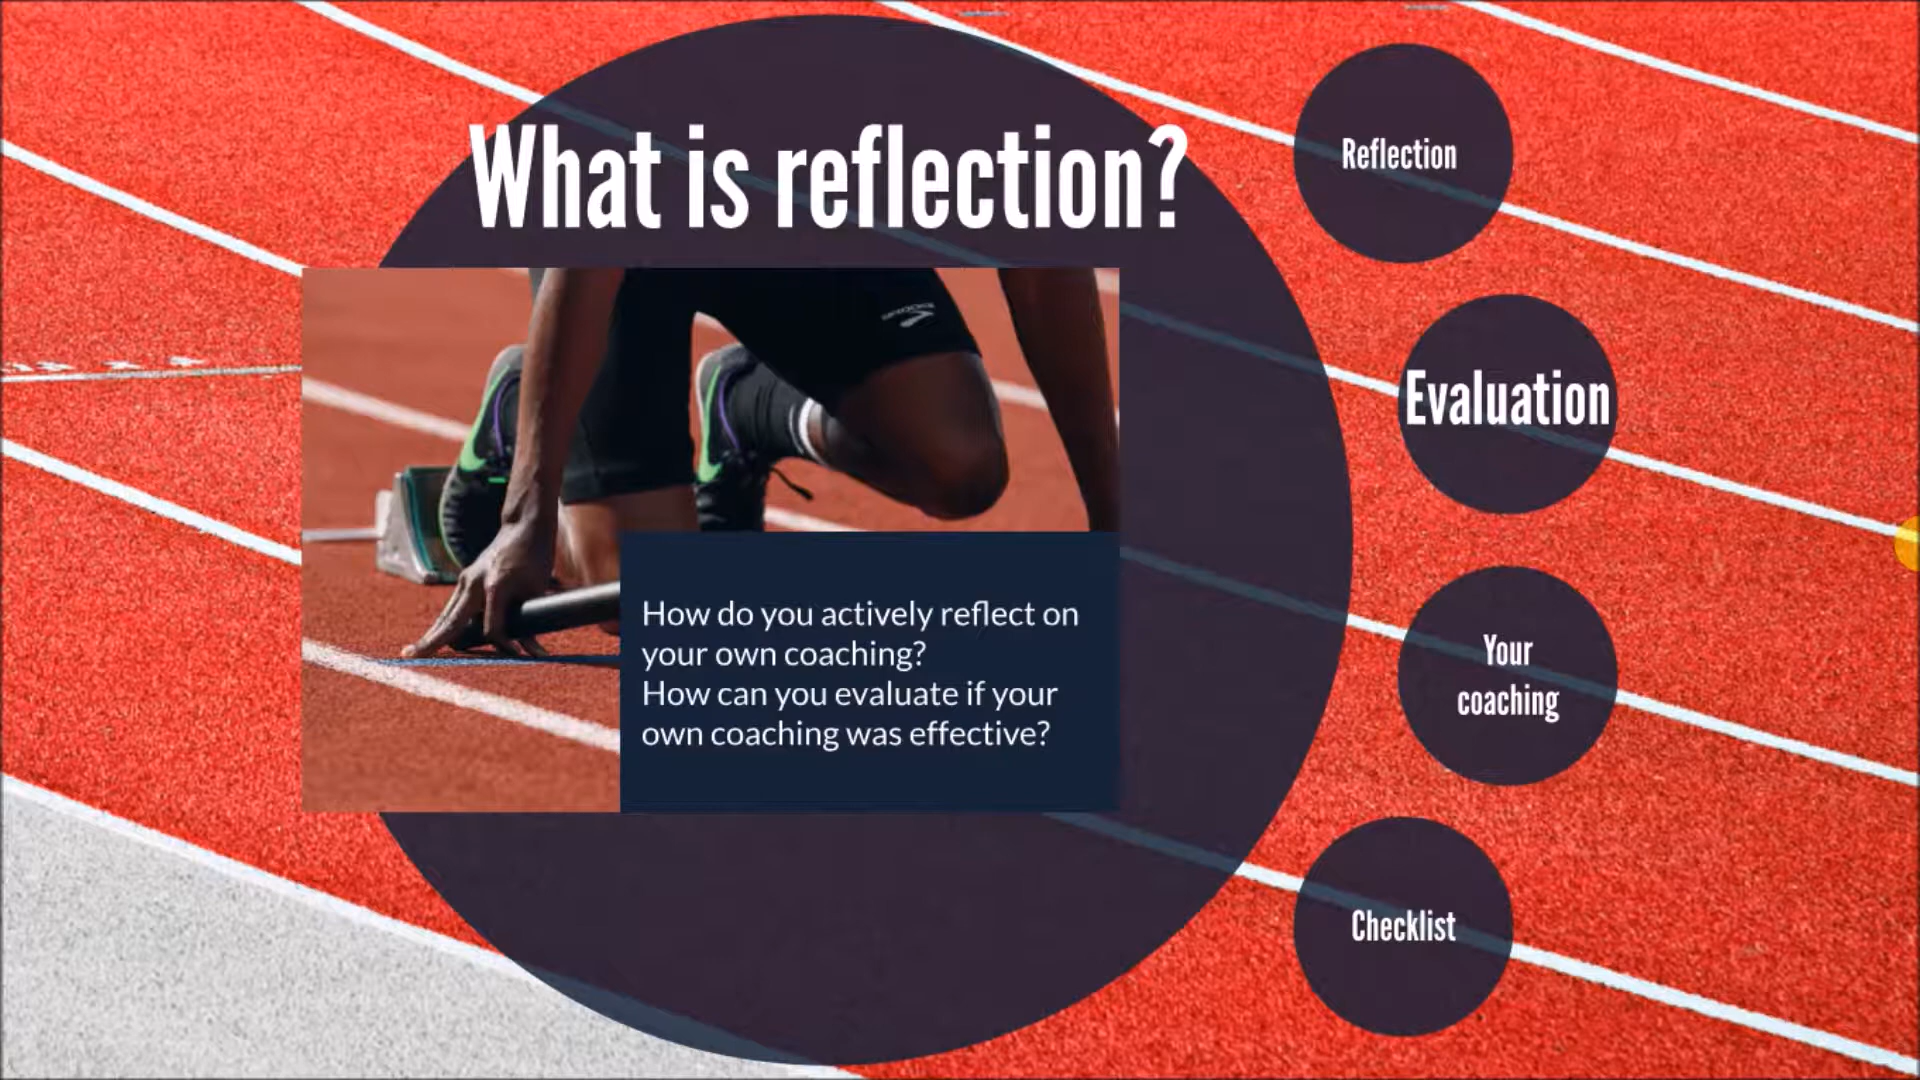 What is reflection?
How do you actively reflect on
your own coaching?
How can you evaluate if your
own coaching was effective?
Reflection
Evaluation
Your
coaching
Checklist